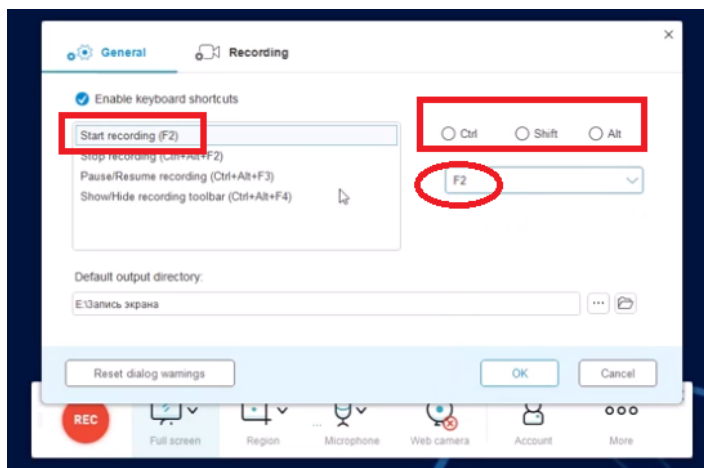 General Recording
Enable keyboard shortcuts
Start recording (F2)
Ctrl Shift Alt
Stop recording (Ctrl+Alt+F2)
F2
Pause/Resume recording (Ctrl+Alt+F3)
Show/Hide recording toolbar (Ctrl+Alt+F4)
Default output directory:
E:\Запись экрана
...
Reset dialog warnings OK Cancel
REC
Full screen Region ... Microphone Web camera Account More